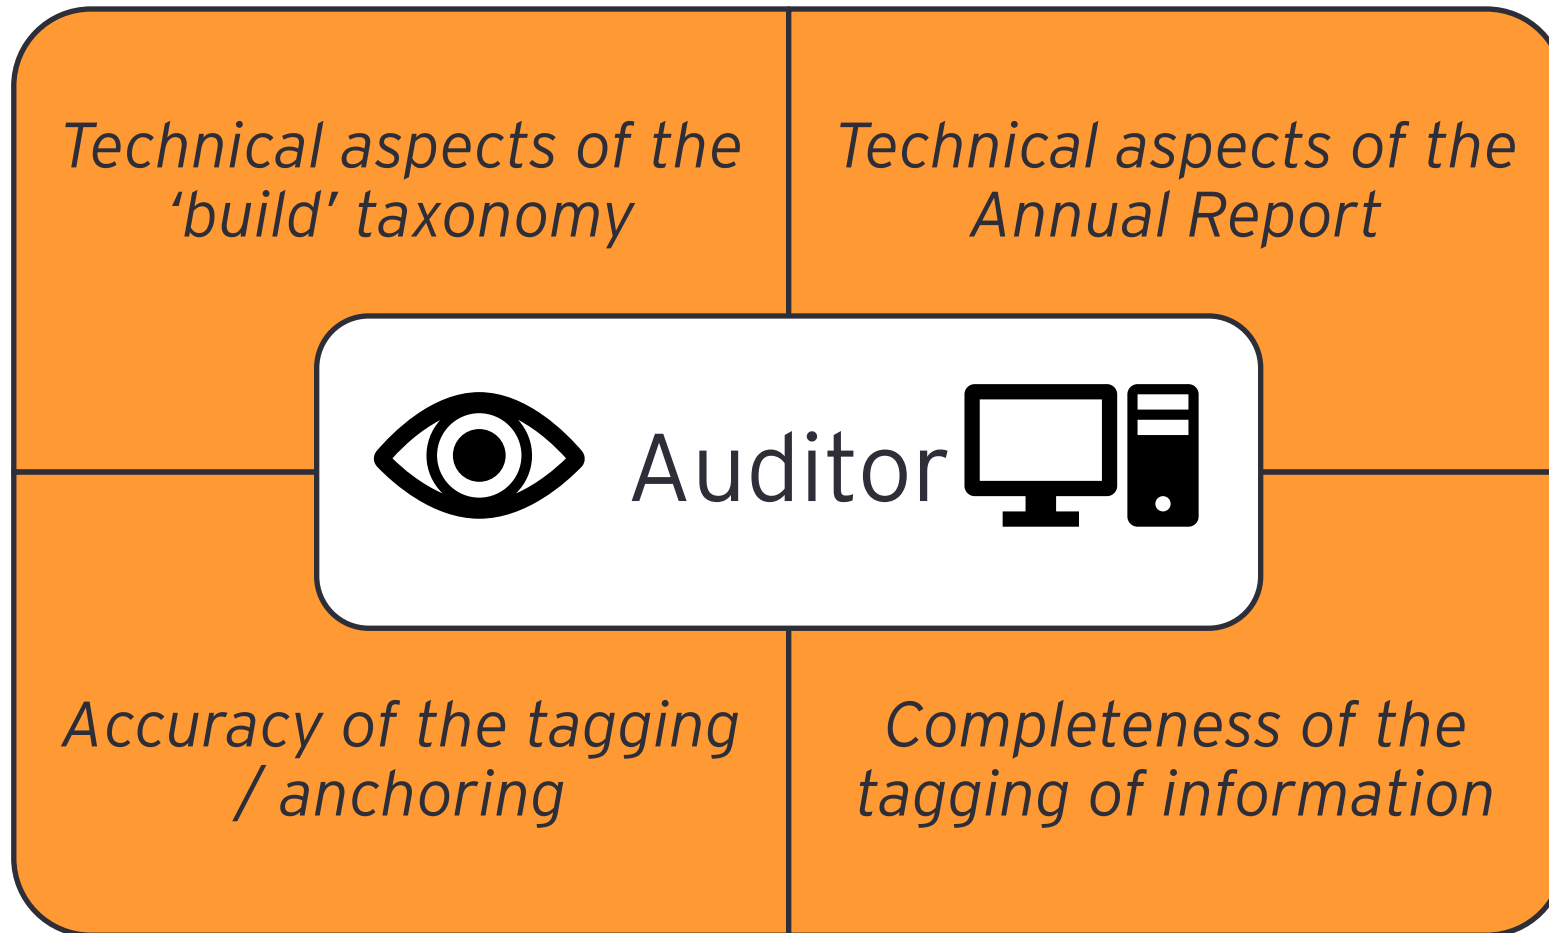 Technical aspects of the
‘build’ taxonomy
Technical aspects of the
Annual Report
Auditor
Accuracy of the tagging
/ anchoring
Completeness of the
tagging of information